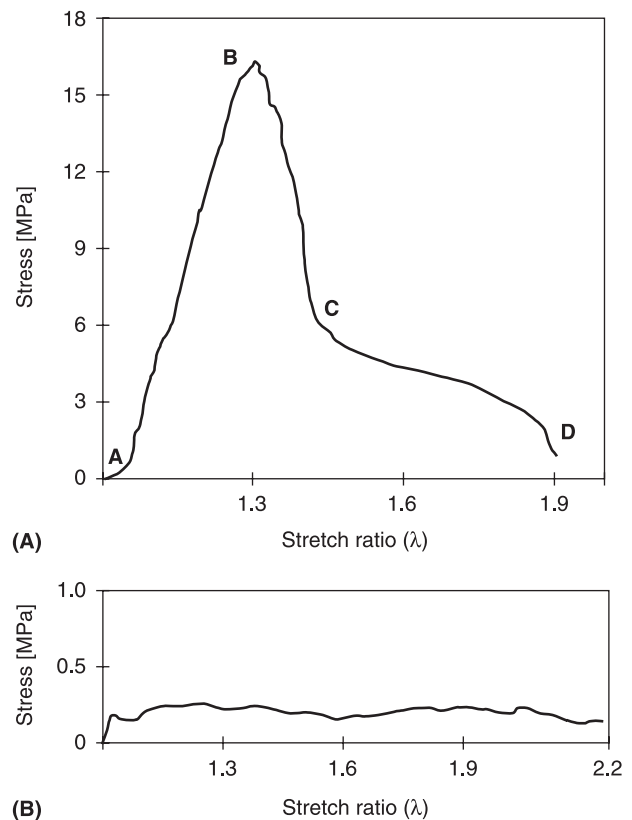 18
B
15
12
Stress [MPa]
9
C
6
3
A
D
0
1.3
1.6
1.9
(A)
Stretch ratio (λ)
1.0
Stress [MPa]
0.5
0
1.3
1.6
1.9
2.2
(B)
Stretch ratio (λ)